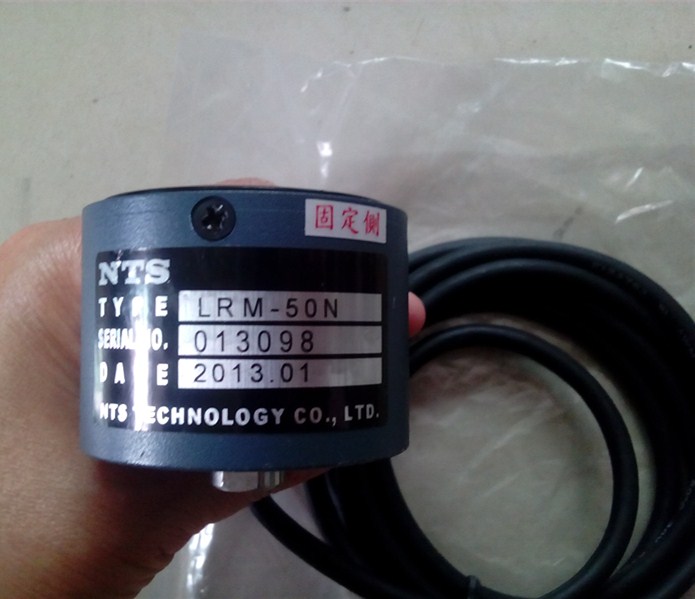 固定側
NTS
TYPE LRM-50N
SERIAL NO. 013098
DATE 2013.01
NTS TECHNOLOGY CO., LTD.